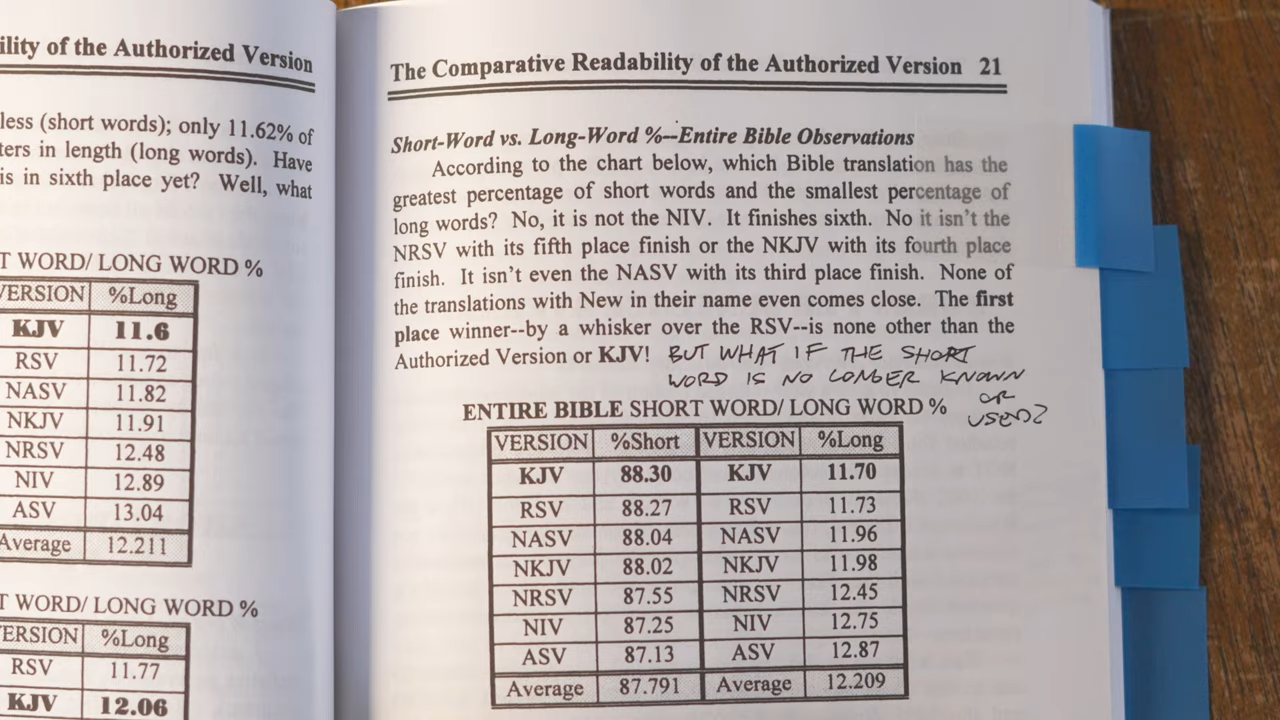 ility of the Authorized Version
less (short words); only 11.62% of
ters in length (long words). Have
is in sixth place yet? Well, what
T WORD/ LONG WORD %
VERSION %Long
KJV 11.6
RSV 11.72
NASV 11.82
NKJV 11.91
NRSV 12.48
NIV 12.89
ASV 13.04
Average 12.211
T WORD/ LONG WORD %
ERSION %Long
RSV 11.77
KJV 12.06
The Comparative Readability of the Authorized Version 21
Short-Word vs. Long-Word %--Entire Bible Observations
According to the chart below, which Bible translation has the
greatest percentage of short words and the smallest percentage of
long words? No, it is not the NIV. It finishes sixth. No it isn't the
NRSV with its fifth place finish or the NKJV with its fourth place
finish. It isn't even the NASV with its third place finish. None of
the translations with New in their name even comes close. The first
place winner--by a whisker over the RSV--is none other than the
Authorized Version or KJV! BUT WHAT IF THE SHORT
WORD IS NO LONGER KNOWN
OR
USED?
ENTIRE BIBLE SHORT WORD/ LONG WORD %
VERSION %Short VERSION %Long
KJV 88.30 KJV 11.70
RSV 88.27 RSV 11.73
NASV 88.04 NASV 11.96
NKJV 88.02 NKJV 11.98
NRSV 87.55 NRSV 12.45
NIV 87.25 NIV 12.75
ASV 87.13 ASV 12.87
Average 87.791 Average 12.209